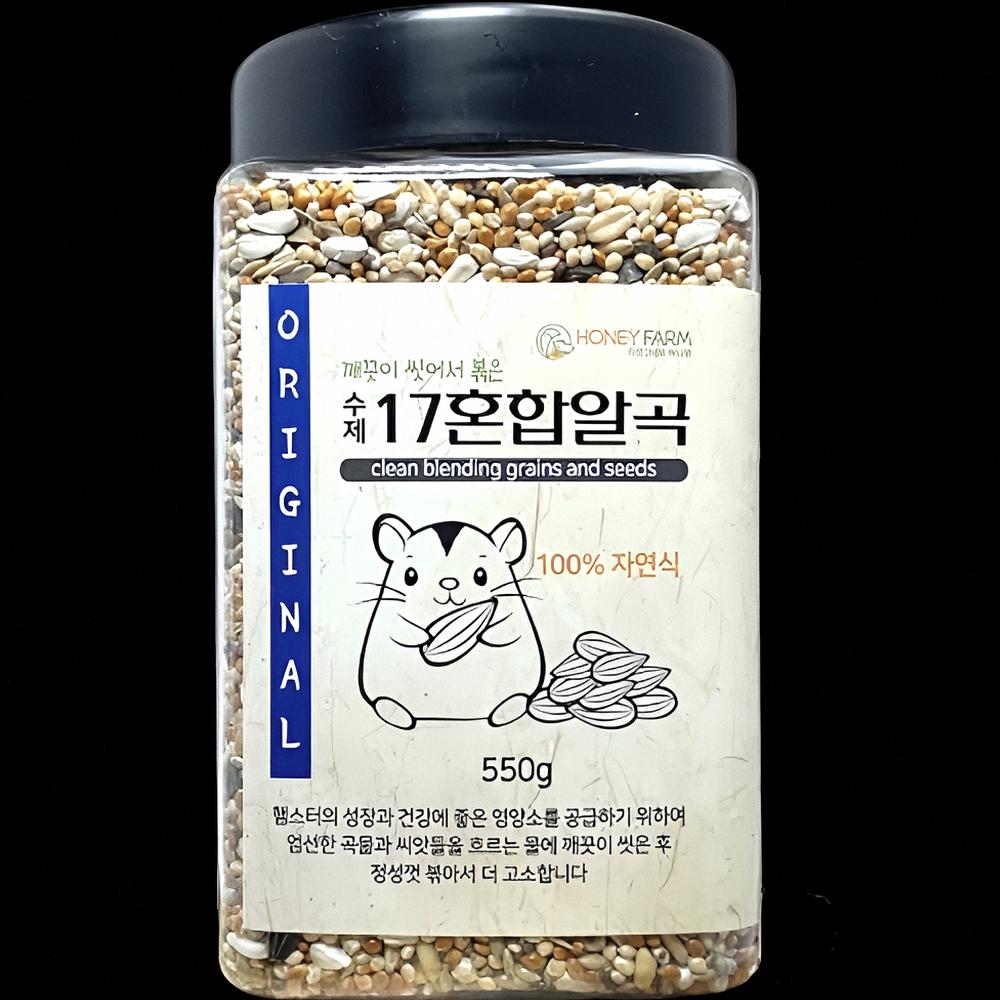 ORIGINAL
HONEY FARM
깨끗이 씻어서 볶은
수제 17혼합알곡
clean blending grains and seeds
100% 자연식
550g
햄스터의 성장과 건강에 좋은 영양소를 공급하기 위하여
엄선한 곡물과 씨앗들을 흐르는 물에 깨끗이 씻은 후
정성껏 볶아서 더 고소합니다